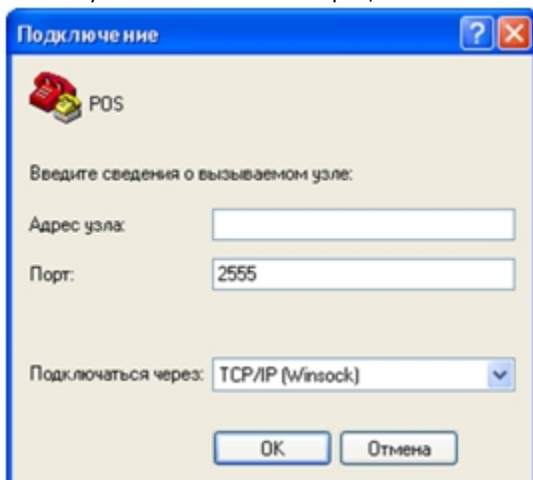 Подключение
POS
Введите сведения о вызываемом узле:
Адрес узла:
Порт: 2555
Подключаться через: TCP/IP (Winsock)
OK Отмена